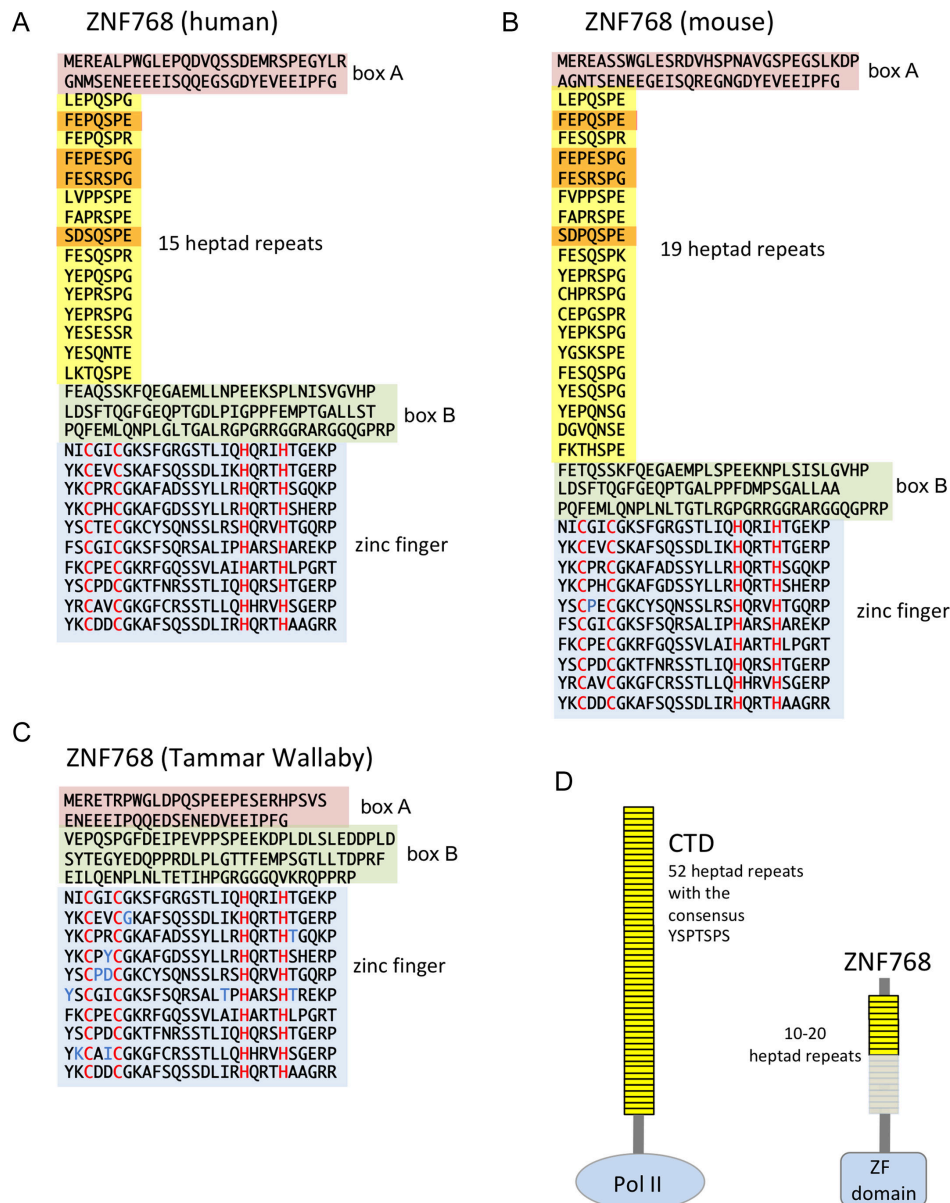 A
ZNF768 (human)
MEREALPWGLEPQDVQSSDEMRSPEGYLR
GNMSENEEEEISQQEGSGDYEVEEIPFG
box A
LEPQSPG
FEPQSPE
FEPQSPR
FEPESPG
FESRSPG
LVPPSPE
FAPRSPE
SDSQSPE
FESQSPR
YEPQSPG
YEPRSPG
YEPRSPG
YESESSR
YESQNTE
LKTQSPE
15 heptad repeats
FEAQSSKFQEGAEMLLNPEEKSPLNISVGVHP
LDSFTQGFGEQPTGDLPIGPPFEMPTGALLST
PQFEMLQNPLGLTGALRGPGRRGGRARGGQGPRP
box B
NICGICGKSFGRGSTLIQHQRIHTGEKP
YKCEVCSKAFSQSSDLIKHQRTHTGERP
YKCPRCGKAFADSSYLLRHQRTHSGQKP
YKCPHCGKAFGDSSYLLRHQRTHSHERP
YSCTECGKCYSQNSSLRSHQRVHTGQRP
FSCGICGKSFSQRSALIPHARSHAREKP
FKCPECGKRFGQSSVLAIHARTHLPGRT
YSCPDCGKTFNRSSTLIQHQRSHTGERP
YRCAVCGKGFCRSSTLLQHHRVHSGERP
YKCDDCGKAFSQSSDLIRHQRTHAAGRR
zinc finger
B
ZNF768 (mouse)
MEREASSWGLESRDVHSPNAVGSPEGSLKDP
AGNTSENEEGEISQREGNGDYEVEEIPFG
box A
LEPQSPE
FEPQSPE
FESQSPR
FEPESPG
FESRSPG
FVPPSPE
FAPRSPE
SDPQSPE
FESQSPK
YEPRSPG
CHPRSPG
CEPGSPR
YEPKSPG
YGSKSPE
FESQSPG
YESQSPG
YEPQNSG
DGVQNSE
FKTHSPE
19 heptad repeats
FETQSSKFQEGAEMPLSPEEKNPLSISLGVHP
LDSFTQGFGEQPTGALPPFDMPSGALLAA
PQFEMLQNPLNLTGTLRGPGRRGGRARGGQGPRP
box B
NICGICGKSFGRGSTLIQHQRIHTGEKP
YKCEVCSKAFSQSSDLIKHQRTHTGERP
YKCPRCGKAFADSSYLLRHQRTHSGQKP
YKCPHCGKAFGDSSYLLRHQRTHSHERP
YSCPECGKCYSQNSSLRSHQRVHTGQRP
FSCGICGKSFSQRSALIPHARSHAREKP
FKCPECGKRFGQSSVLAIHARTHLPGRT
YSCPDCGKTFNRSSTLIQHQRSHTGERP
YRCAVCGKGFCRSSTLLQHHRVHSGERP
YKCDDCGKAFSQSSDLIRHQRTHAAGRR
zinc finger
C
ZNF768 (Tammar Wallaby)
MERETRPWGLDPQSPEEPESERHPSVS
ENEEEIPQQEDSENEDVEEIPFG
box A
VEPQSPGFDEIPEVPPSPEEKDPLDLSLEDDPLD
SYTEGYEDQPPRDLPLGTTFEMPSGTLLTDPRF
EILQENPLNLTETIHPGRGGGQVKRQPPRP
box B
NICGICGKSFGRGSTLIQHQRIHTGEKP
YKCEVCGKAFSQSSDLIKHQRTHTGERP
YKCPRCGKAFADSSYLLRHQRTHTGQKP
YKCPYCGKAFGDSSYLLRHQRTHSHERP
YSCPDCGKCYSQNSSLRSHQRVHTGQRP
YSCGICGKSFSQRSALTPHARSHTREKP
FKCPECGKRFGQSSVLAIHARTHLPGRT
YSCPDCGKTFNRSSTLIQHQRSHTGERP
YKCAICGKGFCRSSTLLQHHRVHSGERP
YKCDDCGKAFSQSSDLIRHQRTHAAGRR
zinc finger
D
CTD
52 heptad repeats
with the
consensus
YSPTSPS
Pol II
ZNF768
10-20
heptad repeats
ZF
domain